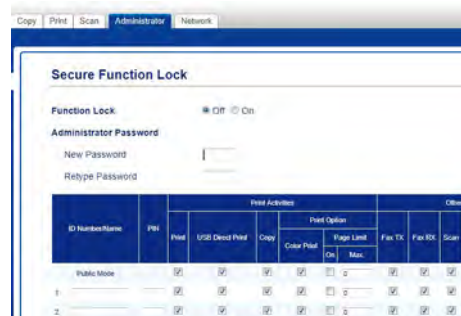 Copy Print Scan Administrator Network
Secure Function Lock
Function Lock Off On
Administrator Password
New Password
Retype Password
Print Activities
Print Option
ID Number/Name PIN Print USB Direct Print Copy Color Print Page Limit Fax TX Fax RX Scan
On Max.
Public Mode 0
1 0
2 0